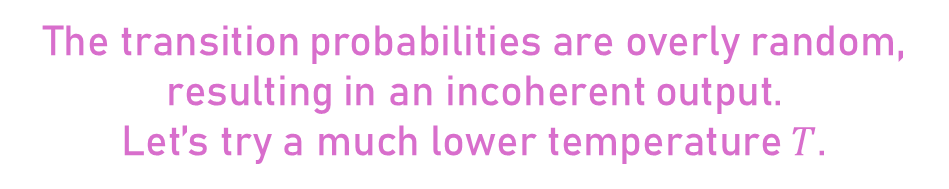 The transition probabilities are overly random,
resulting in an incoherent output.
Let’s try a much lower temperature T.